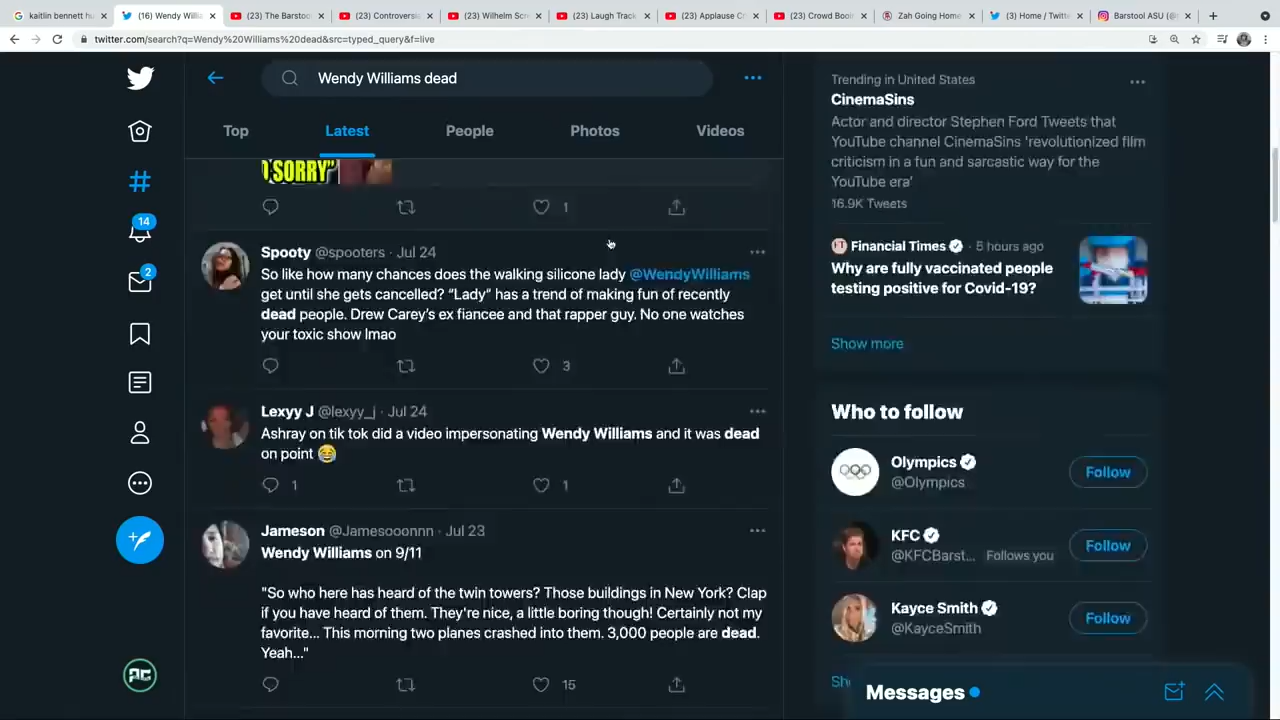 kaitlin bennett hu
(16) Wendy Willia
(23) The Barstoo
(23) Controversia
(23) Wilhelm Scre
(23) Laugh Track
(23) Applause Cr
(23) Crowd Booi
Zah Going Home
(3) Home / Twitte
Barstool ASU (@
twitter.com/search?q=Wendy%20Williams%20dead&src=typed_query&f=live
Wendy Williams dead
Top
Latest
People
Photos
Videos
SORRY"
1
Spooty @spooters · Jul 24
So like how many chances does the walking silicone lady @WendyWilliams
get until she gets cancelled? "Lady" has a trend of making fun of recently
dead people. Drew Carey's ex fiancee and that rapper guy. No one watches
your toxic show lmao
3
Lexyy J @lexyy_j · Jul 24
Ashray on tik tok did a video impersonating Wendy Williams and it was dead
on point 😂
1
1
Jameson @Jamesooonnn · Jul 23
Wendy Williams on 9/11
"So who here has heard of the twin towers? Those buildings in New York? Clap
if you have heard of them. They're nice, a little boring though! Certainly not my
favorite... This morning two planes crashed into them. 3,000 people are dead.
Yeah..."
15
14
2
Trending in United States
CinemaSins
Actor and director Stephen Ford Tweets that
YouTube channel CinemaSins 'revolutionized film
criticism in a fun and sarcastic way for the
YouTube era'
16.9K Tweets
Financial Times · 5 hours ago
Why are fully vaccinated people
testing positive for Covid-19?
Show more
Who to follow
Olympics
@Olympics
Follow
KFC
@KFCBarst... Follows you
Follow
Kayce Smith
@KayceSmith
Follow
Messages